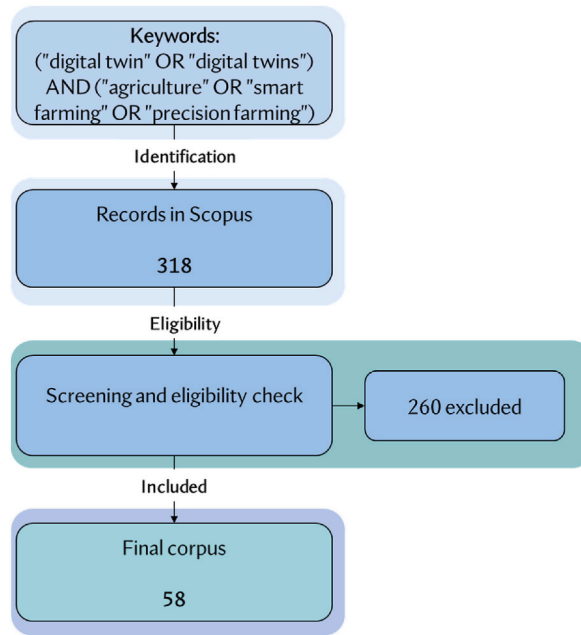 Keywords:
("digital twin" OR "digital twins")
AND ("agriculture" OR "smart
farming" OR "precision farming")
Identification
Records in Scopus
318
Eligibility
Screening and eligibility check
260 excluded
Included
Final corpus
58